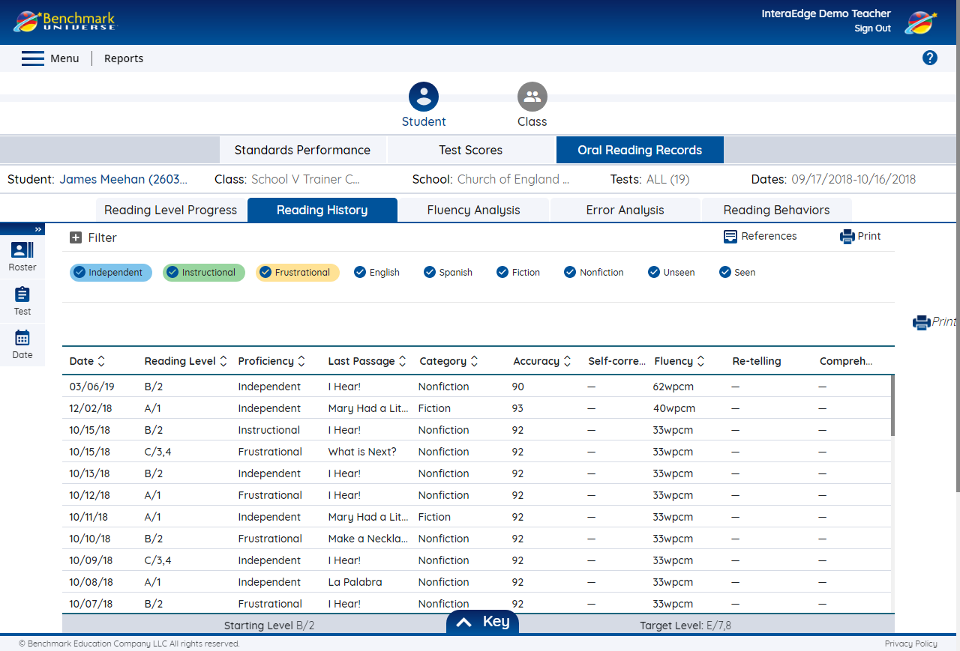 Benchmark
UNIVERSE
InteraEdge Demo Teacher
Sign Out
Menu | Reports
?
Student
Class
Standards Performance Test Scores Oral Reading Records
Student: James Meehan (2603... Class: School V Trainer C... School: Church of England ... Tests: ALL (19) Dates: 09/17/2018-10/16/2018
Reading Level Progress Reading History Fluency Analysis Error Analysis Reading Behaviors
»
Roster
Test
Date
Filter References Print
Independent Instructional Frustrational English Spanish Fiction Nonfiction Unseen Seen
Print
Date Reading Level Proficiency Last Passage Category Accuracy Self-corre... Fluency Re-telling Compreh...
03/06/19 B/2 Independent I Hear! Nonfiction 90 — 62wpcm — —
12/02/18 A/1 Independent Mary Had a Lit... Fiction 93 — 40wpcm — —
10/15/18 B/2 Instructional I Hear! Nonfiction 92 — 33wpcm — —
10/15/18 C/3,4 Frustrational What is Next? Nonfiction 92 — 33wpcm — —
10/13/18 B/2 Independent I Hear! Nonfiction 92 — 33wpcm — —
10/12/18 A/1 Frustrational I Hear! Nonfiction 92 — 33wpcm — —
10/11/18 A/1 Independent Mary Had a Lit... Fiction 92 — 33wpcm — —
10/10/18 B/2 Frustrational Make a Neckla... Nonfiction 92 — 33wpcm — —
10/09/18 C/3,4 Independent I Hear! Nonfiction 92 — 33wpcm — —
10/08/18 A/1 Independent La Palabra Nonfiction 92 — 33wpcm — —
10/07/18 B/2 Frustrational I Hear! Nonfiction 92 — 33wpcm — —
Starting Level B/2 Key Target Level: E/7,8
© Benchmark Education Company LLC All rights reserved. Privacy Policy